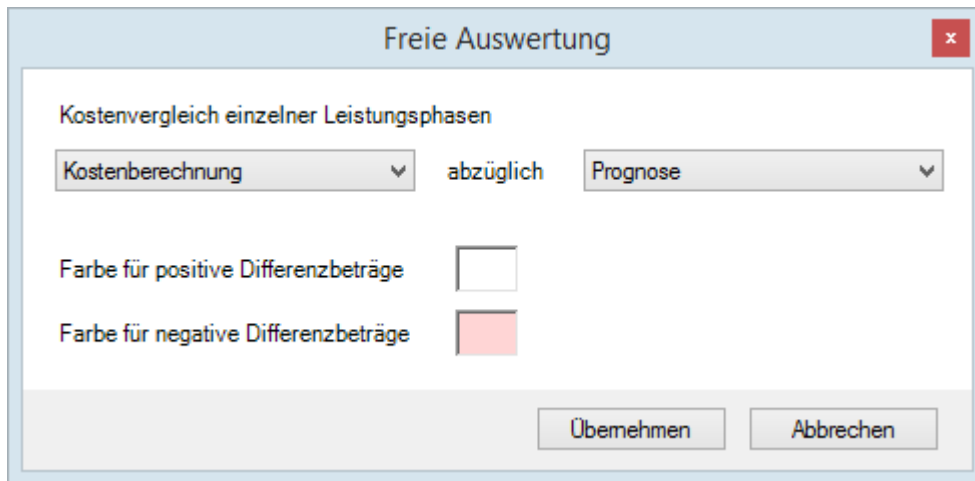 Freie Auswertung
x
Kostenvergleich einzelner Leistungsphasen
Kostenberechnung abzüglich Prognose
Farbe für positive Differenzbeträge
Farbe für negative Differenzbeträge
Übernehmen Abbrechen